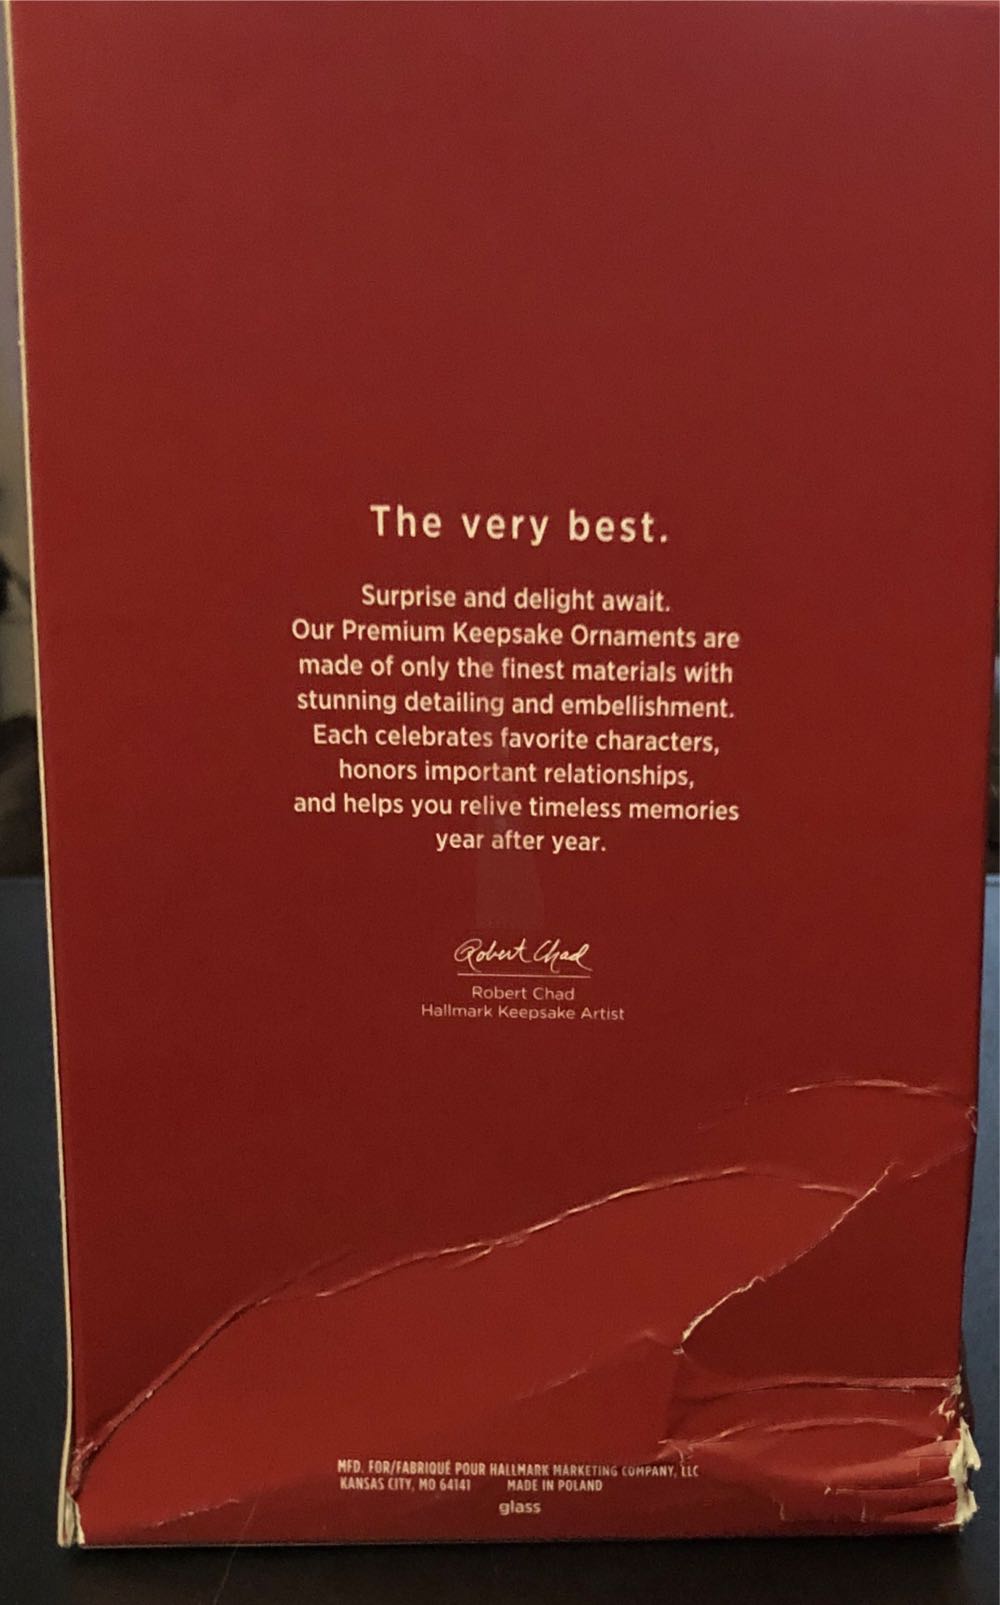 The very best.
Surprise and delight await.
Our Premium Keepsake Ornaments are
made of only the finest materials with
stunning detailing and embellishment.
Each celebrates favorite characters,
honors important relationships,
and helps you relive timeless memories
year after year.
Robert Chad
Robert Chad
Hallmark Keepsake Artist
MFD. FOR/FABRIQUÉ POUR HALLMARK MARKETING COMPANY, LLC
KANSAS CITY, MO 64141 MADE IN POLAND
glass